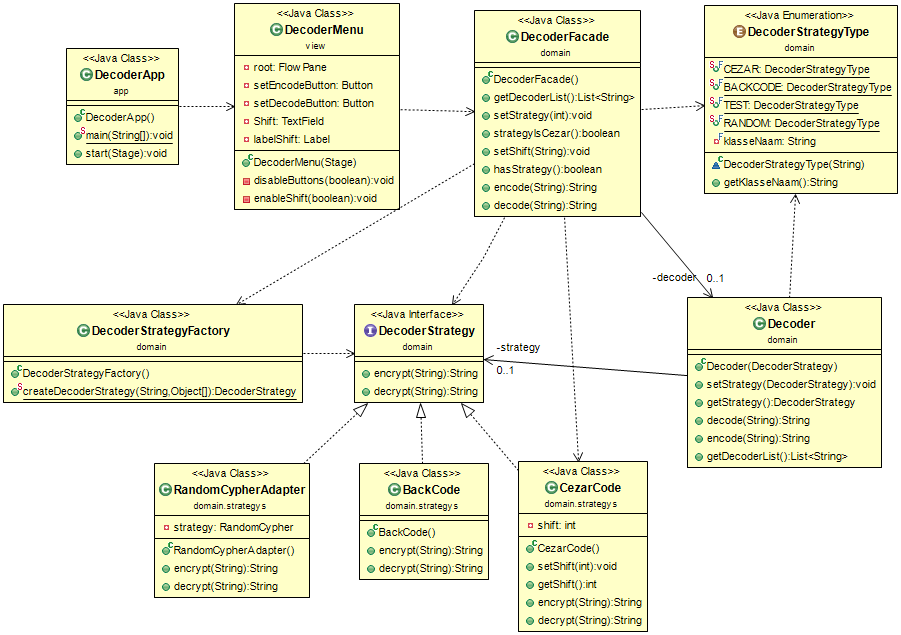 <<Java Class>>
DecoderApp
app
DecoderApp()
main(String[]):void
start(Stage):void
<<Java Class>>
DecoderMenu
view
root: FlowPane
setEncodeButton: Button
setDecodeButton: Button
Shift: TextField
labelShift: Label
DecoderMenu(Stage)
disableButtons(boolean):void
enableShift(boolean):void
<<Java Class>>
DecoderFacade
domain
DecoderFacade()
getDecoderList():List<String>
setStrategy(int):void
strategyIsCezar():boolean
setShift(String):void
hasStrategy():boolean
encode(String):String
decode(String):String
<<Java Enumeration>>
DecoderStrategyType
domain
CEZAR: DecoderStrategyType
BACKCODE: DecoderStrategyType
TEST: DecoderStrategyType
RANDOM: DecoderStrategyType
klasseNaam: String
DecoderStrategyType(String)
getKlasseNaam():String
-decoder
0..1
<<Java Class>>
DecoderStrategyFactory
domain
DecoderStrategyFactory()
createDecoderStrategy(String,Object[]):DecoderStrategy
<<Java Interface>>
DecoderStrategy
domain
encrypt(String):String
decrypt(String):String
-strategy
0..1
<<Java Class>>
Decoder
domain
Decoder(DecoderStrategy)
setStrategy(DecoderStrategy):void
getStrategy():DecoderStrategy
decode(String):String
encode(String):String
getDecoderList():List<String>
<<Java Class>>
RandomCypherAdapter
domain.strategys
strategy: RandomCypher
RandomCypherAdapter()
encrypt(String):String
decrypt(String):String
<<Java Class>>
BackCode
domain.strategys
BackCode()
encrypt(String):String
decrypt(String):String
<<Java Class>>
CezarCode
domain.strategys
shift: int
CezarCode()
setShift(int):void
getShift():int
encrypt(String):String
decrypt(String):String